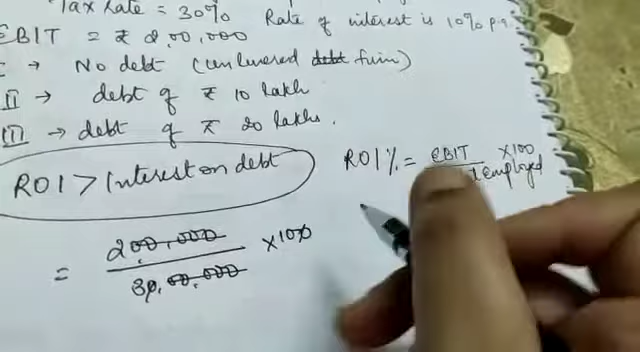 Tax Rate = 30% Rate of interest is 10% p.a.
EBIT = ₹ 2,00,000
I → No debt (unlevered debt firm)
II → debt of ₹ 10 lakh
III → debt of ₹ 20 lakhs.
ROI > Interest on debt
ROI % = EBIT ×100
employed
= 200,000 ×100
30,00,000